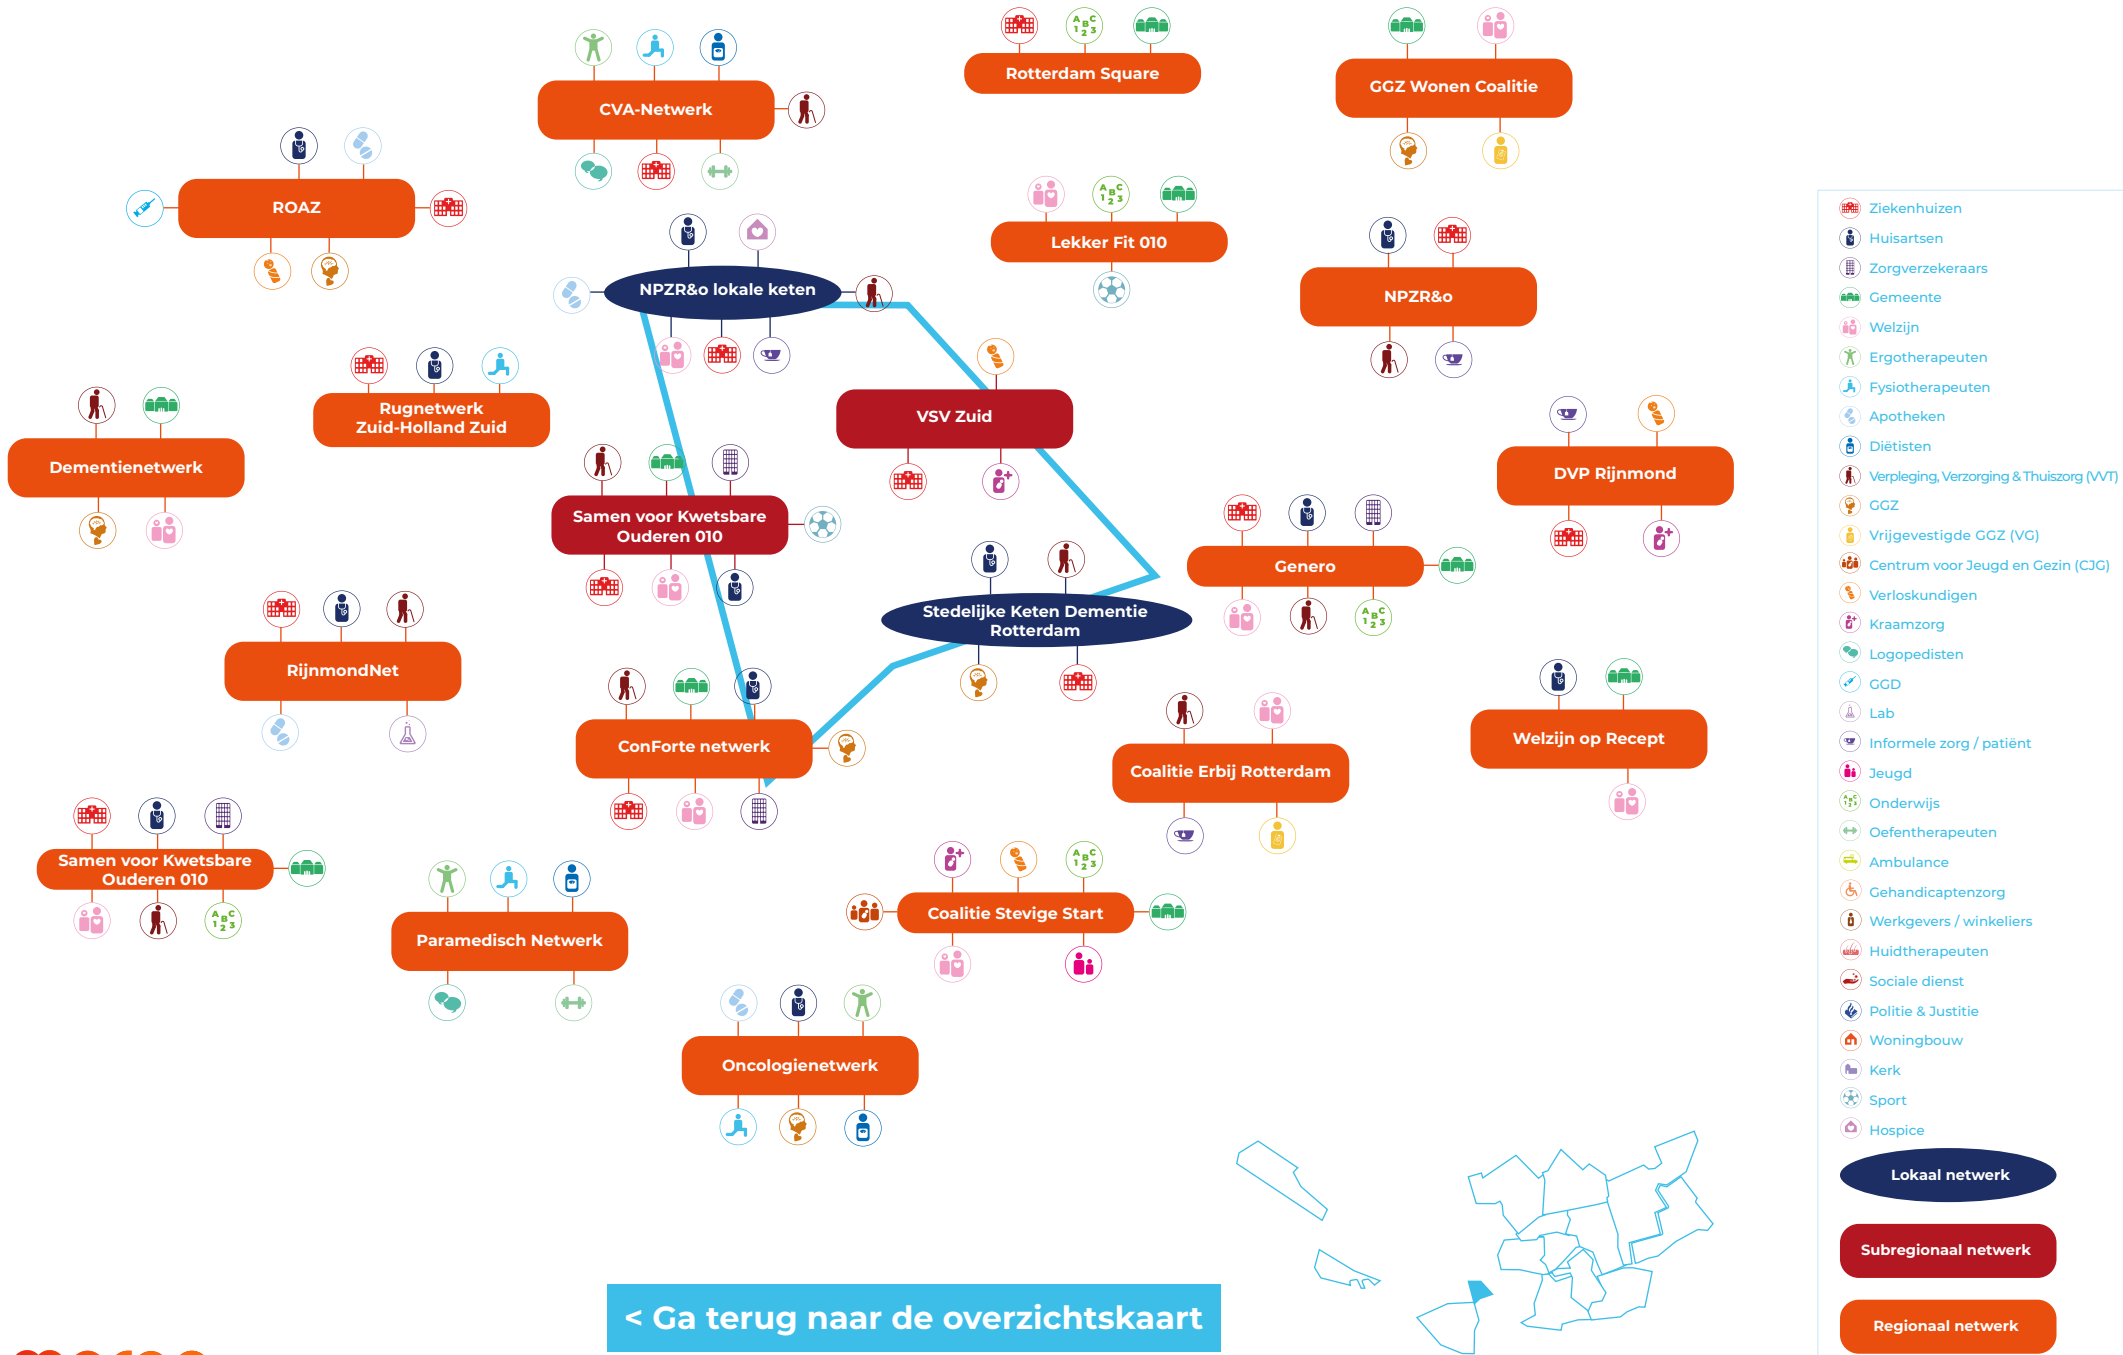 Rotterdam Square
GGZ Wonen Coalitie
CVA-Netwerk
ROAZ
Lekker Fit 010
NPZR&o lokale keten
NPZR&o
Rugnetwerk
Zuid-Holland Zuid
VSV Zuid
Dementienetwerk
DVP Rijnmond
Samen voor Kwetsbare
Ouderen 010
Genero
Stedelijke Keten Dementie
Rotterdam
RijnmondNet
ConForte netwerk
Welzijn op Recept
Coalitie Erbij Rotterdam
Samen voor Kwetsbare
Ouderen 010
Coalitie Stevige Start
Paramedisch Netwerk
Oncologienetwerk
< Ga terug naar de overzichtskaart
Ziekenhuizen
Huisartsen
Zorgverzekeraars
Gemeente
Welzijn
Ergotherapeuten
Fysiotherapeuten
Apotheken
Diëtisten
Verpleging, Verzorging & Thuiszorg (VVT)
GGZ
Vrijgevestigde GGZ (VG)
Centrum voor Jeugd en Gezin (CJG)
Verloskundigen
Kraamzorg
Logopedisten
GGD
Lab
Informele zorg / patiënt
Jeugd
Onderwijs
Oefentherapeuten
Ambulance
Gehandicaptenzorg
Werkgevers / winkeliers
Huidtherapeuten
Sociale dienst
Politie & Justitie
Woningbouw
Kerk
Sport
Hospice
Lokaal netwerk
Subregionaal netwerk
Regionaal netwerk